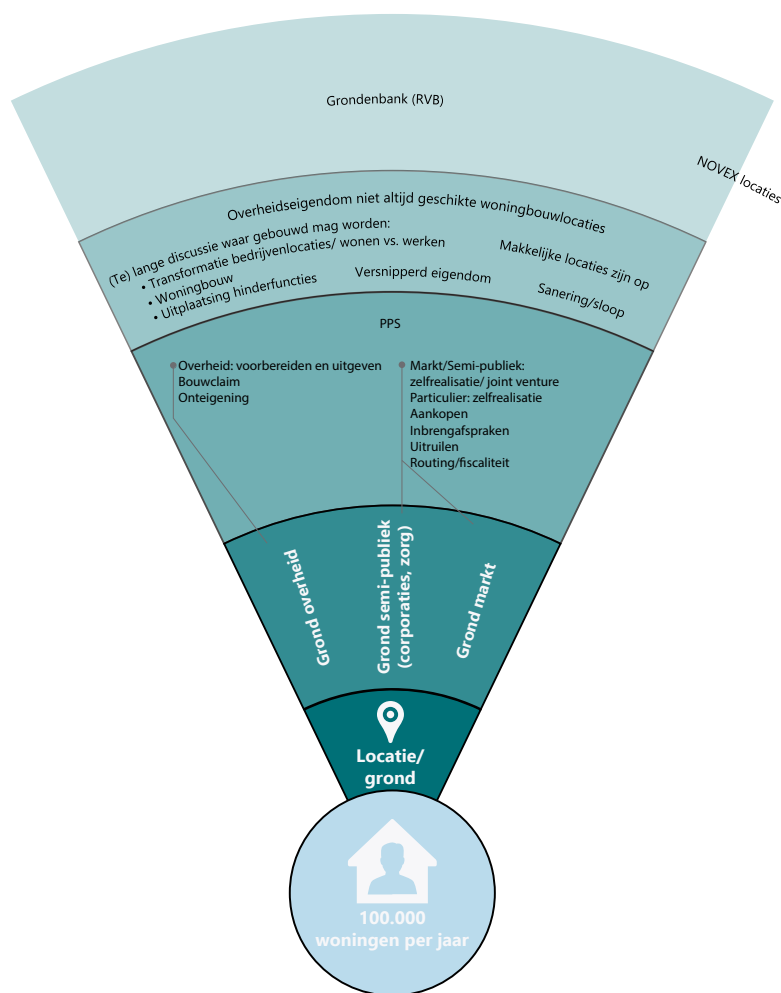 Grondenbank (RVB)
NOVEX locaties
Overheidseigendom niet altijd geschikte woningbouwlocaties
(Te) lange discussie waar gebouwd mag worden:
• Transformatie bedrijvenlocaties/ wonen vs. werken
• Woningbouw
• Uitplaatsing hinderfuncties
Versnipperd eigendom
Makkelijke locaties zijn op
Sanering/sloop
PPS
Overheid: voorbereiden en uitgeven
Bouwclaim
Onteigening
Markt/Semi-publiek:
zelfrealisatie/ joint venture
Particulier: zelfrealisatie
Aankopen
Inbrengafspraken
Uitruilen
Routing/fiscaliteit
Grond overheid
Grond semi-publiek
(corporaties, zorg)
Grond markt
Locatie/
grond
100.000
woningen per jaar